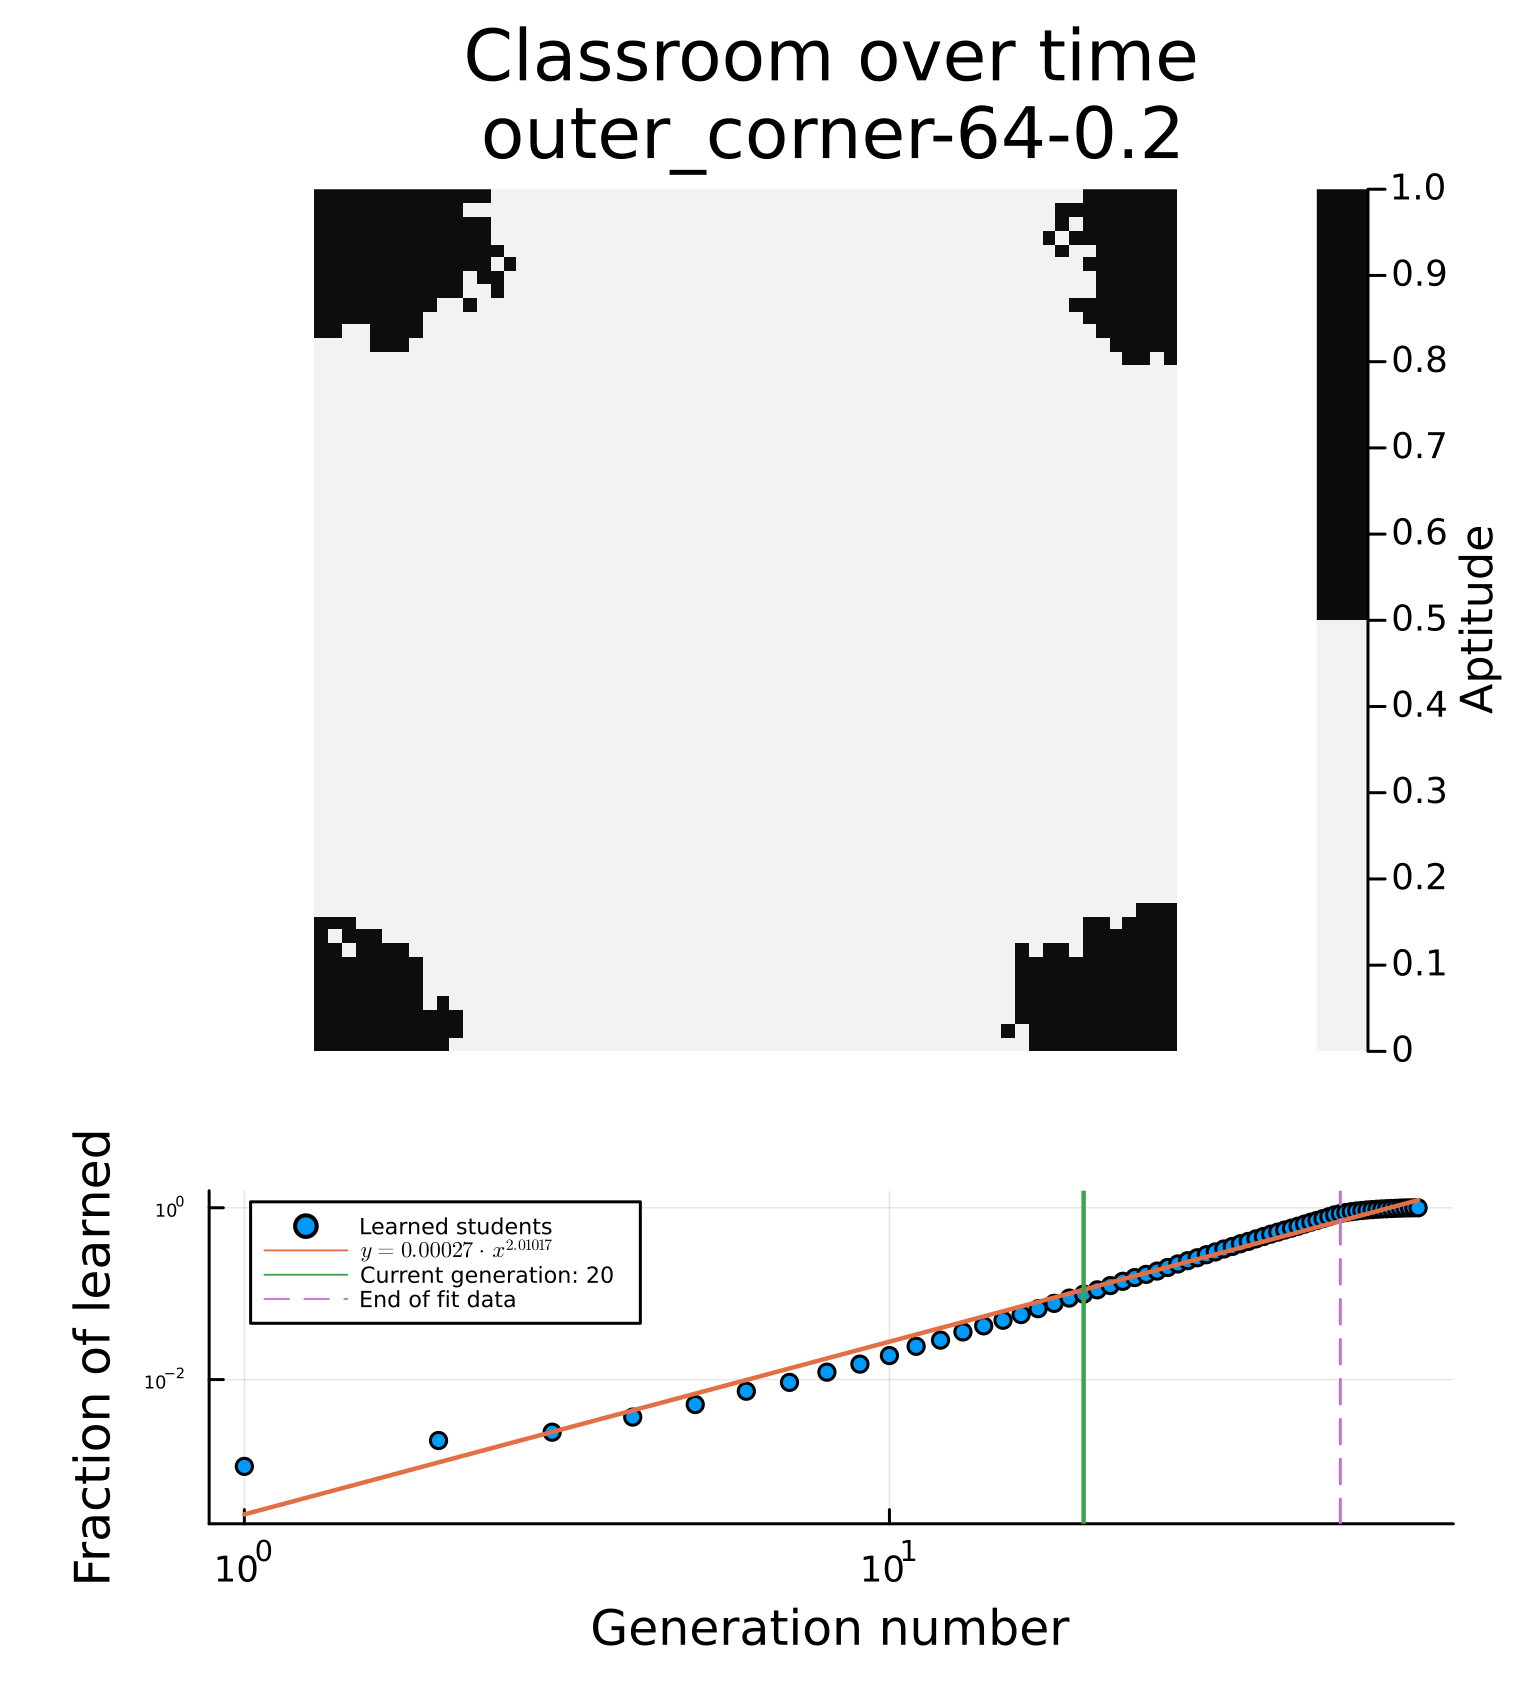 Classroom over time
outer_corner-64-0.2
1.0
0.9
0.8
0.7
0.6
0.5
0.4
0.3
0.2
0.1
0
Aptitude
Fraction of learned
10^0
10^-2
Learned students
y = 0.00027 · x^2.01017
Current generation: 20
End of fit data
10^0
10^1
Generation number